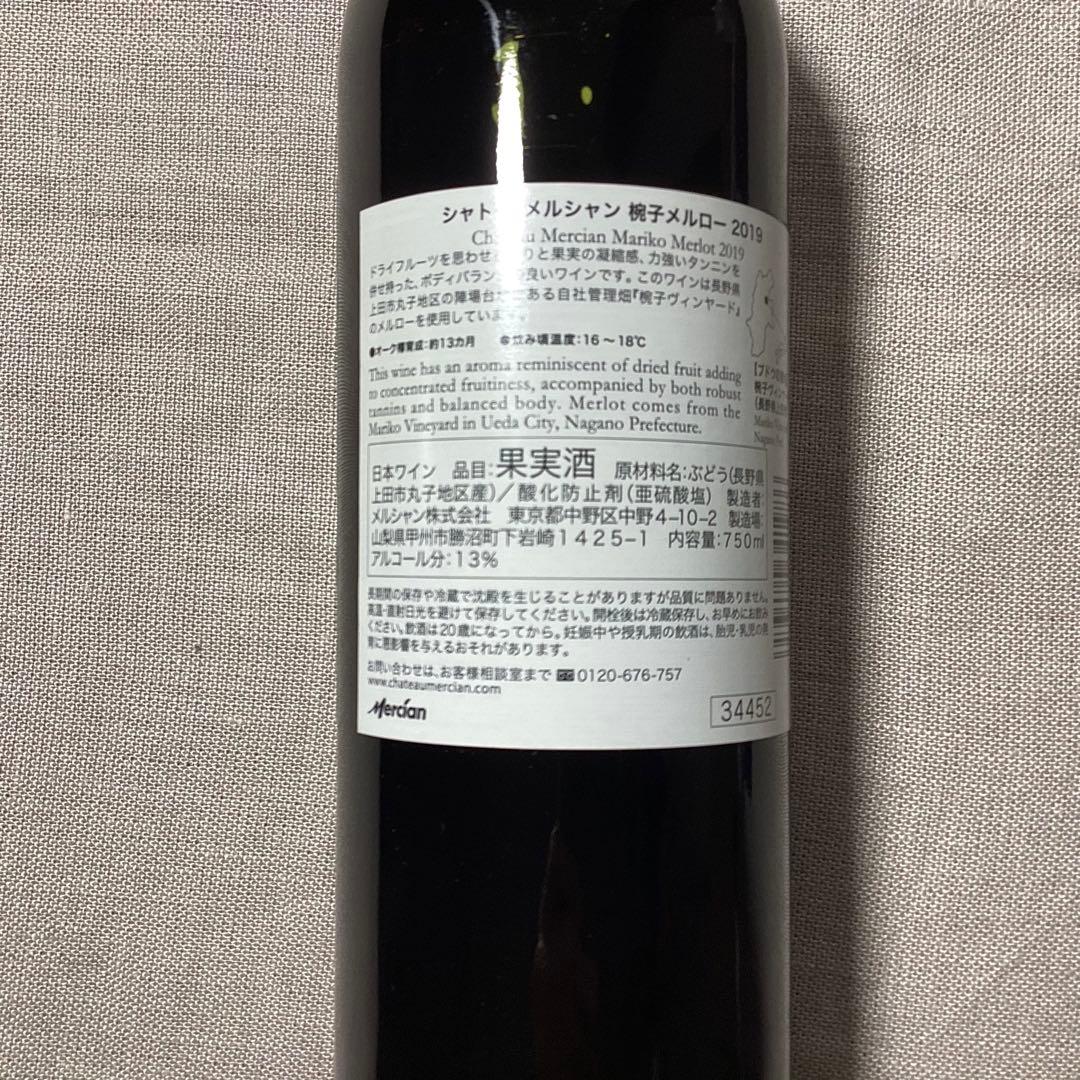 シャト メルシャン 椀子メルロー 2019
Mercian Mariko Merlot 2019
ドライフルーツを思わせ りと果実の凝縮感、力強いタンニンを
併せ持った、ボディバラン 良いワインです。このワインは長野県
上田市丸子地区の陣場台 ある自社管理畑『椀子ヴィンヤード』
のメルローを使用しています。
●オーク樽育成:約13カ月 ●飲み頃温度:16～18℃
This wine has an aroma reminiscent of dried fruit adding
to concentrated fruitiness, accompanied by both robust
tannins and balanced body. Merlot comes from the
Mariko Vineyard in Ueda City, Nagano Prefecture.
日本ワイン 品目:果実酒 原材料名:ぶどう(長野県
上田市丸子地区産)／酸化防止剤(亜硫酸塩) 製造者:
メルシャン株式会社 東京都中野区中野4-10-2 製造場:
山梨県甲州市勝沼町下岩崎1425-1 内容量:750ml
アルコール分:13%
長期間の保存や冷蔵で沈殿を生じることがありますが品質に問題ありません。
高温・直射日光を避けて保存してください。開栓後は冷蔵保存し、お早めにお飲み
ください。飲酒は20歳になってから。妊娠中や授乳期の飲酒は、胎児・乳児の発
育に悪影響を与えるおそれがあります。
お問い合わせは、お客様相談室まで 0120-676-757
www.chateaumercian.com
Mercian
34452